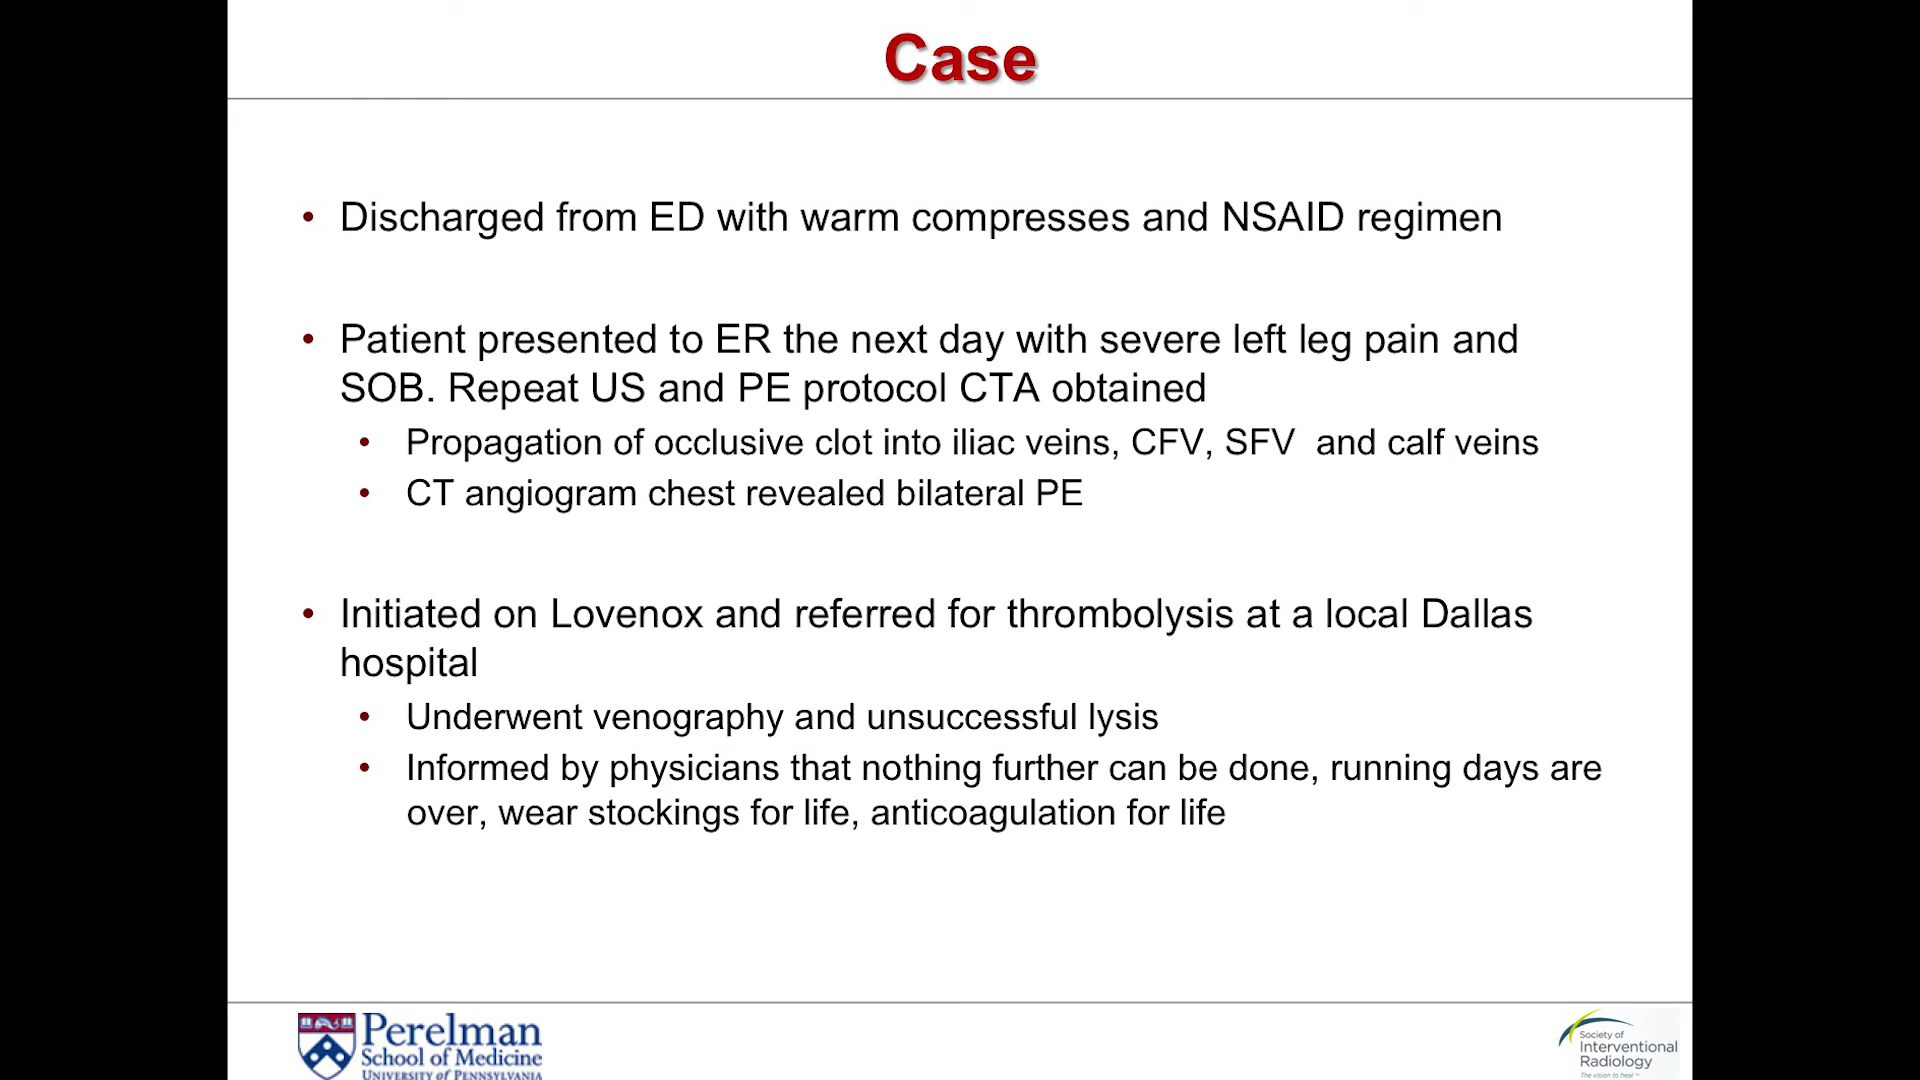 Case
• Discharged from ED with warm compresses and NSAID regimen
• Patient presented to ER the next day with severe left leg pain and
SOB. Repeat US and PE protocol CTA obtained
• Propagation of occlusive clot into iliac veins, CFV, SFV  and calf veins
• CT angiogram chest revealed bilateral PE
• Initiated on Lovenox and referred for thrombolysis at a local Dallas
hospital
• Underwent venography and unsuccessful lysis
• Informed by physicians that nothing further can be done, running days are
over, wear stockings for life, anticoagulation for life
Perelman
School of Medicine
University of Pennsylvania
Society of
Interventional
Radiology
The vision to heal™